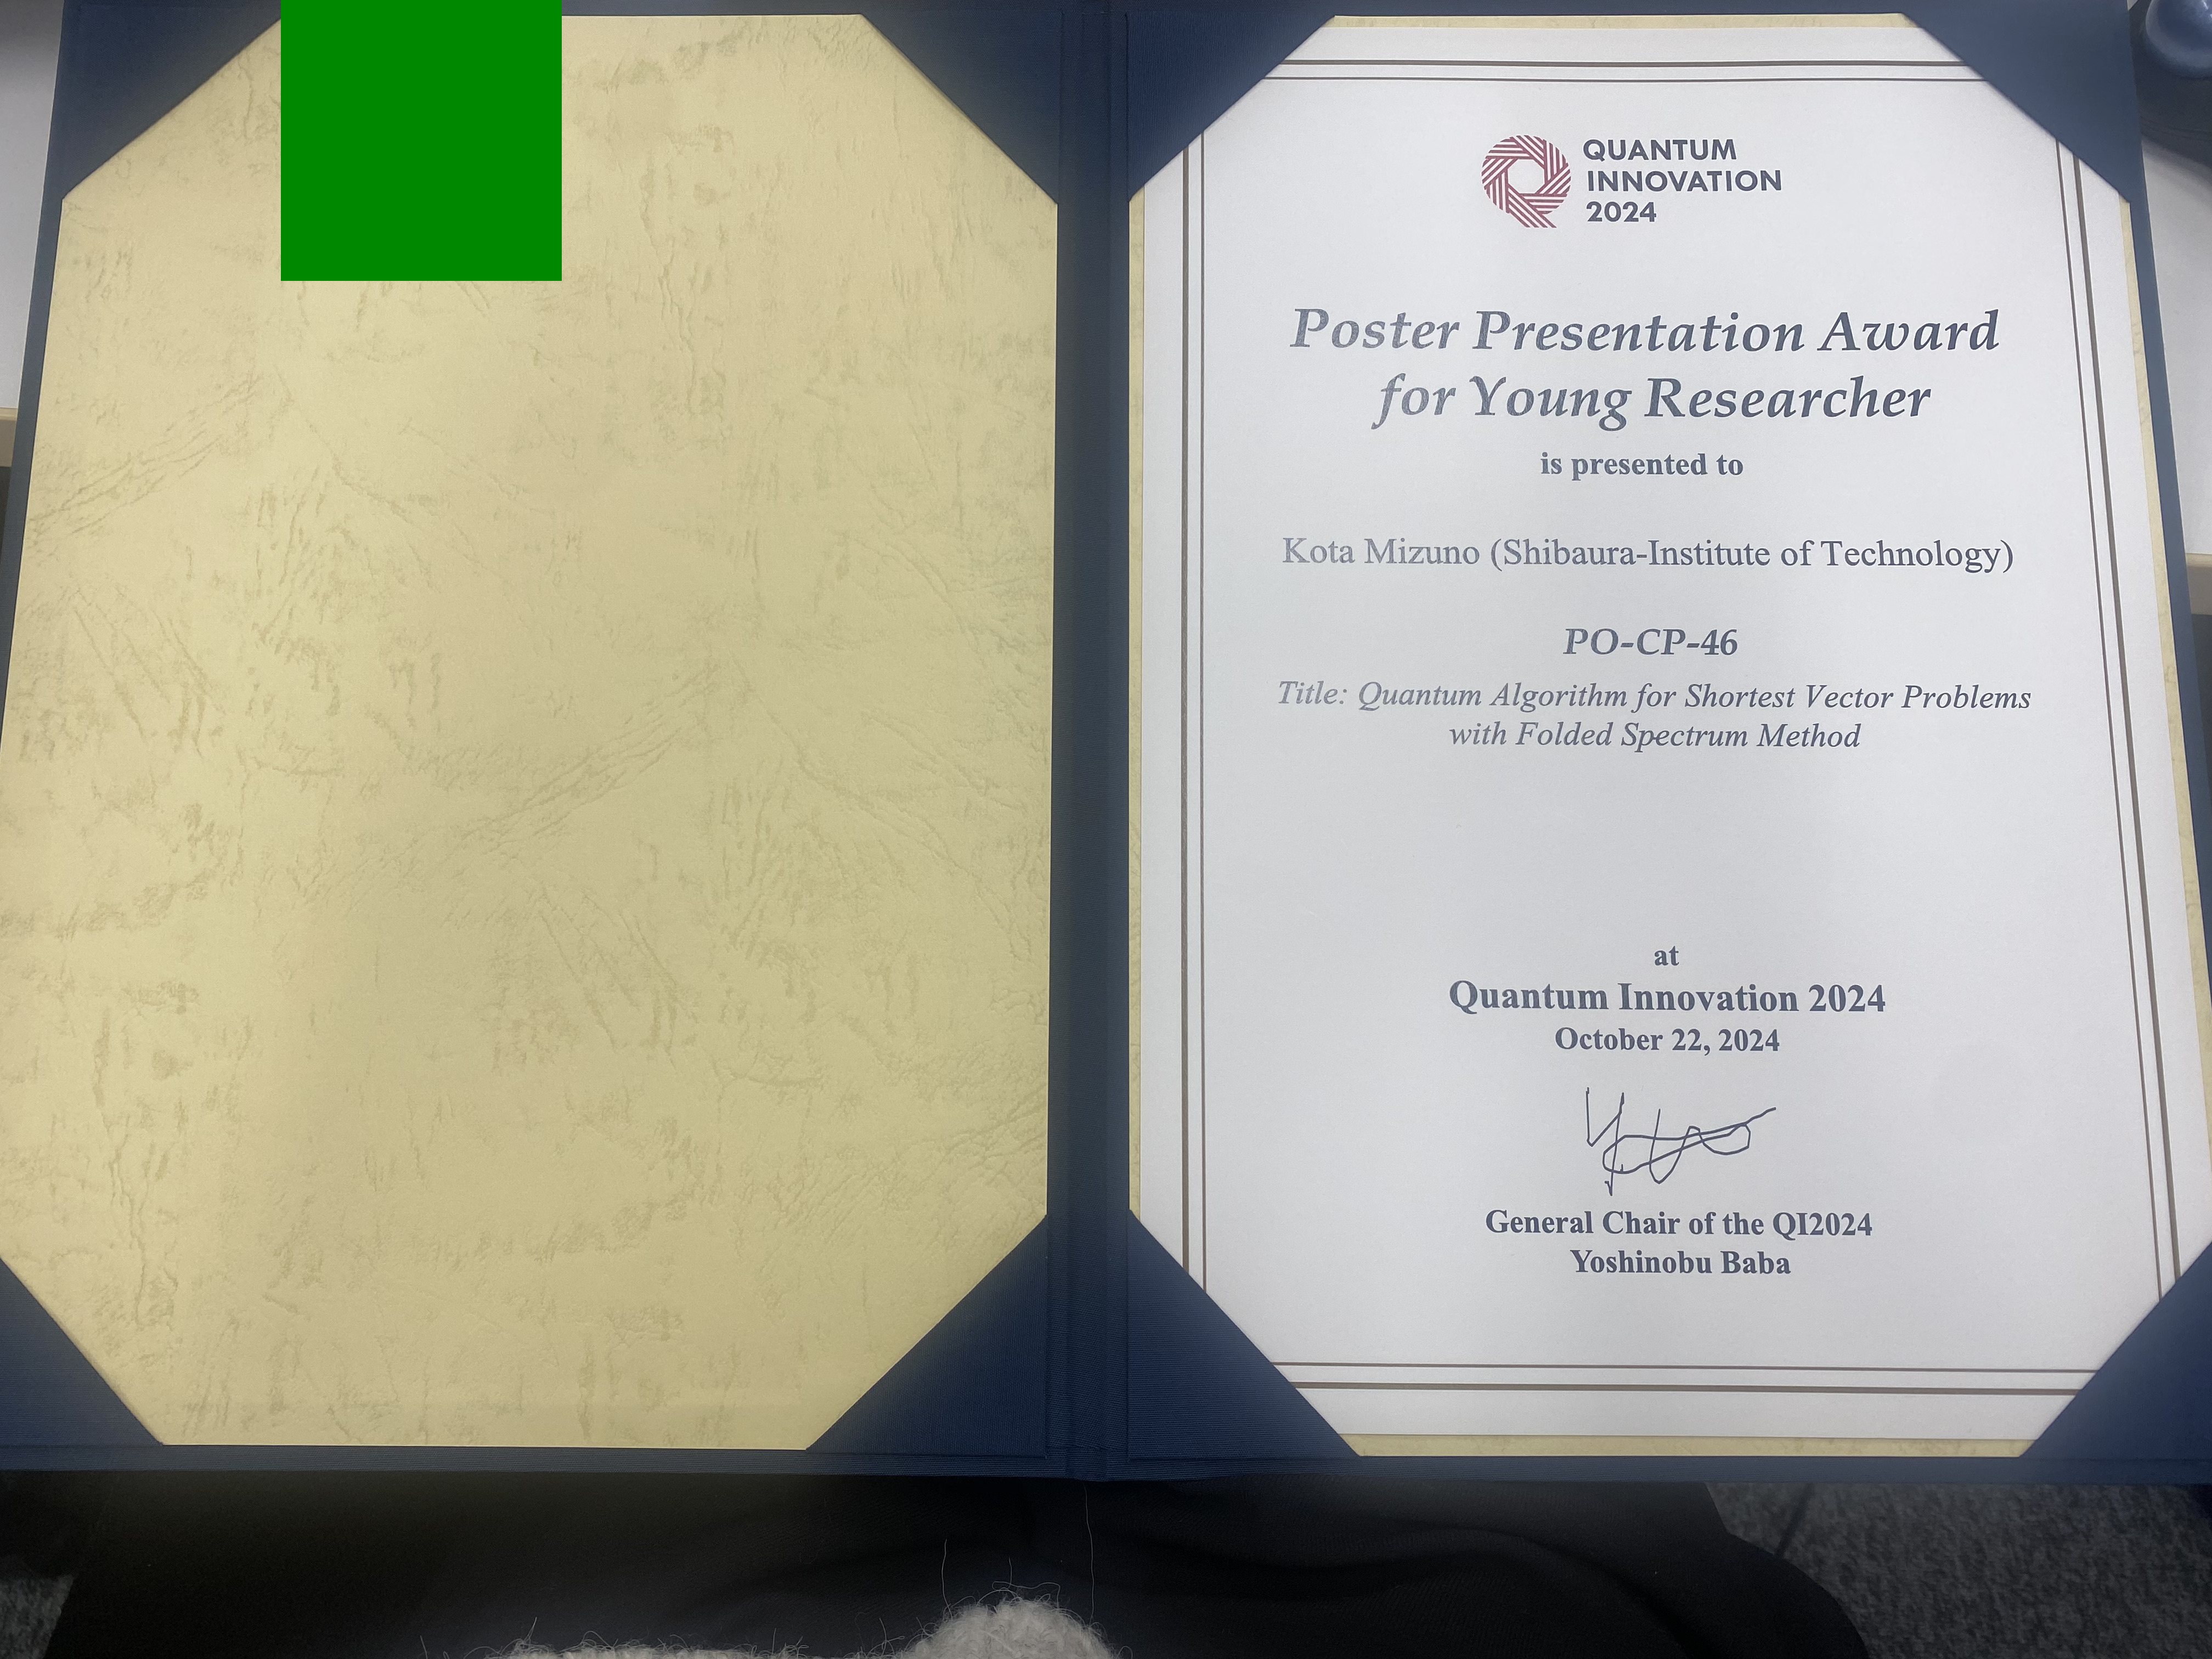 QUANTUM
INNOVATION
2024
Poster Presentation Award
for Young Researcher
is presented to
Kota Mizuno (Shibaura-Institute of Technology)
PO-CP-46
Title: Quantum Algorithm for Shortest Vector Problems
with Folded Spectrum Method
at
Quantum Innovation 2024
October 22, 2024
General Chair of the QI2024
Yoshinobu Baba